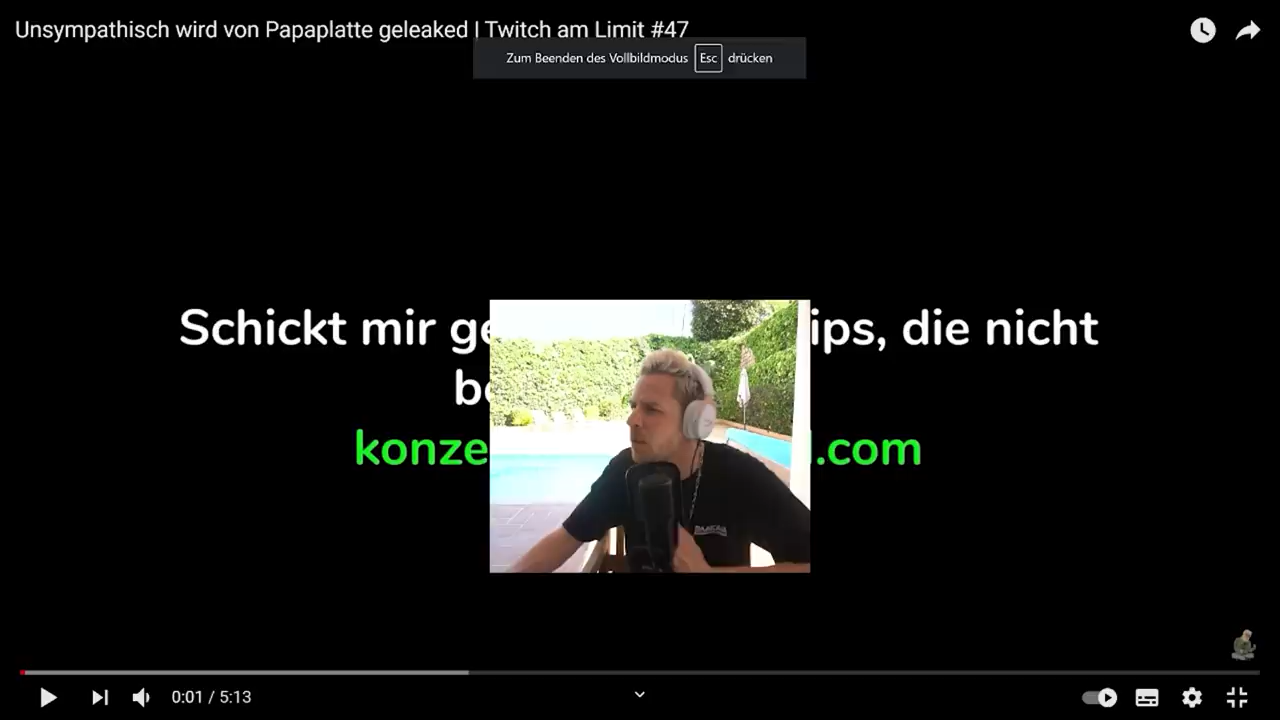 Unsympathisch wird von Papaplatte geleaked | Twitch am Limit #47
Zum Beenden des Vollbildmodus Esc drücken
Schickt mir ge ips, die nicht
be
konze l.com
0:01 / 5:13